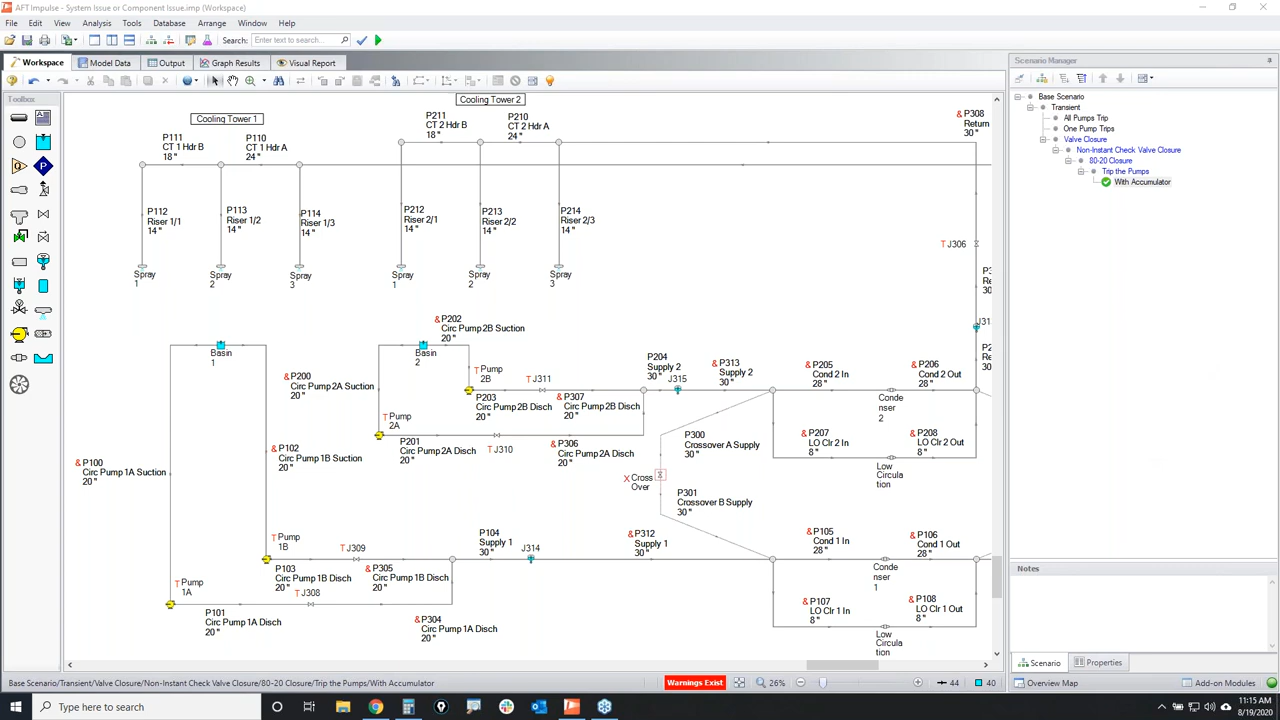 AFT Impulse - System Issue or Component Issue.imp (Workspace)
File Edit View Analysis Tools Database Arrange Window Help
Search: Enter text to search...
Workspace Model Data Output Graph Results Visual Report
Toolbox
Cooling Tower 1
Cooling Tower 2
P111
CT 1 Hdr B
18 "
P110
CT 1 Hdr A
24 "
P211
CT 2 Hdr B
18 "
P210
CT 2 Hdr A
24 "
& P308
Return
30 "
P112
Riser 1/1
14 "
P113
Riser 1/2
14 "
P114
Riser 1/3
14 "
P212
Riser 2/1
14 "
P213
Riser 2/2
14 "
P214
Riser 2/3
14 "
T J306
Spray
1
Spray
2
Spray
3
Spray
1
Spray
2
Spray
3
& P202
Circ Pump 2B Suction
20 "
Basin
1
Basin
2
& P200
Circ Pump 2A Suction
20 "
T Pump
2B
T J311
P204
Supply 2
30 "
J315
& P313
Supply 2
30 "
& P205
Cond 2 In
28 "
& P206
Cond 2 Out
28 "
P203
Circ Pump 2B Disch
20 "
& P307
Circ Pump 2B Disch
20 "
Conde
nser
2
T Pump
2A
P201
Circ Pump 2A Disch
20 "
T J310
& P306
Circ Pump 2A Disch
20 "
P300
Crossover A Supply
30 "
& P207
LO Clr 2 In
8 "
& P208
LO Clr 2 Out
8 "
Low
Circula
tion
& P100
Circ Pump 1A Suction
20 "
& P102
Circ Pump 1B Suction
20 "
X Cross
Over
P301
Crossover B Supply
30 "
T Pump
1B
T J309
P104
Supply 1
30 "
J314
& P312
Supply 1
30 "
& P105
Cond 1 In
28 "
& P106
Cond 1 Out
28 "
P103
Circ Pump 1B Disch
20 "
& P305
Circ Pump 1B Disch
20 "
Conde
nser
1
T Pump
1A
T J308
P101
Circ Pump 1A Disch
20 "
& P304
Circ Pump 1A Disch
20 "
& P107
LO Clr 1 In
8 "
& P108
LO Clr 1 Out
8 "
Low
Circula
tion
Scenario Manager
Base Scenario
Transient
All Pumps Trip
One Pump Trips
Valve Closure
Non-Instant Check Valve Closure
80-20 Closure
Trip the Pumps
With Accumulator
Notes
Scenario Properties
Overview Map Add-on Modules
Base Scenario/Transient/Valve Closure/Non-Instant Check Valve Closure/80-20 Closure/Trip the Pumps/With Accumulator
Warnings Exist
26%
44
40
Type here to search
11:15 AM
8/19/2020